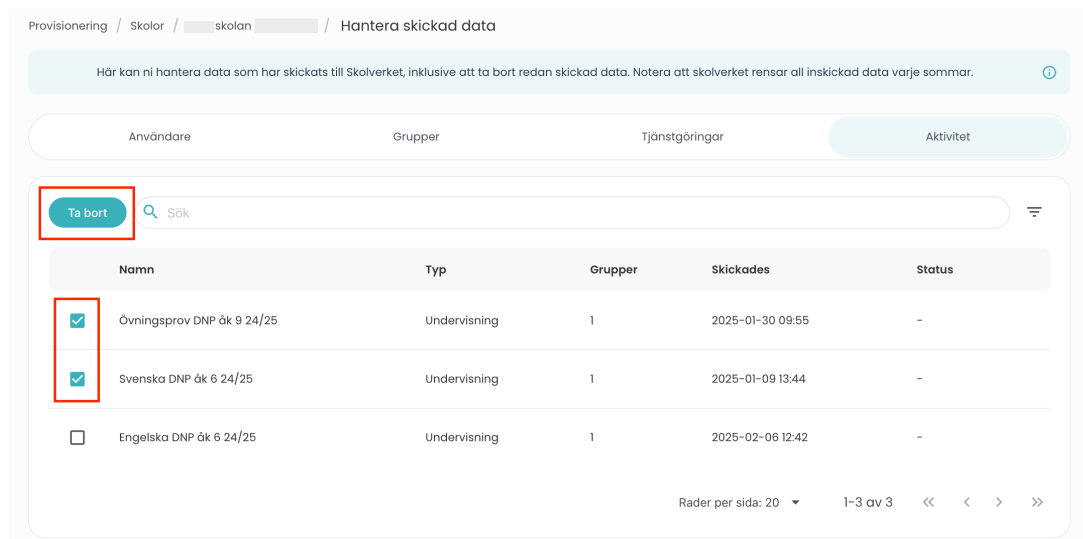 Provisionering / Skolor / skolan / Hantera skickad data
Här kan ni hantera data som har skickats till Skolverket, inklusive att ta bort redan skickad data. Notera att skolverket rensar all inskickad data varje sommar.
Användare Grupper Tjänstgöringar Aktivitet
Ta bort Sök
Namn Typ Grupper Skickades Status
Övningsprov DNP åk 9 24/25 Undervisning 1 2025-01-30 09:55 -
Svenska DNP åk 6 24/25 Undervisning 1 2025-01-09 13:44 -
Engelska DNP åk 6 24/25 Undervisning 1 2025-02-06 12:42 -
Rader per sida: 20 1-3 av 3